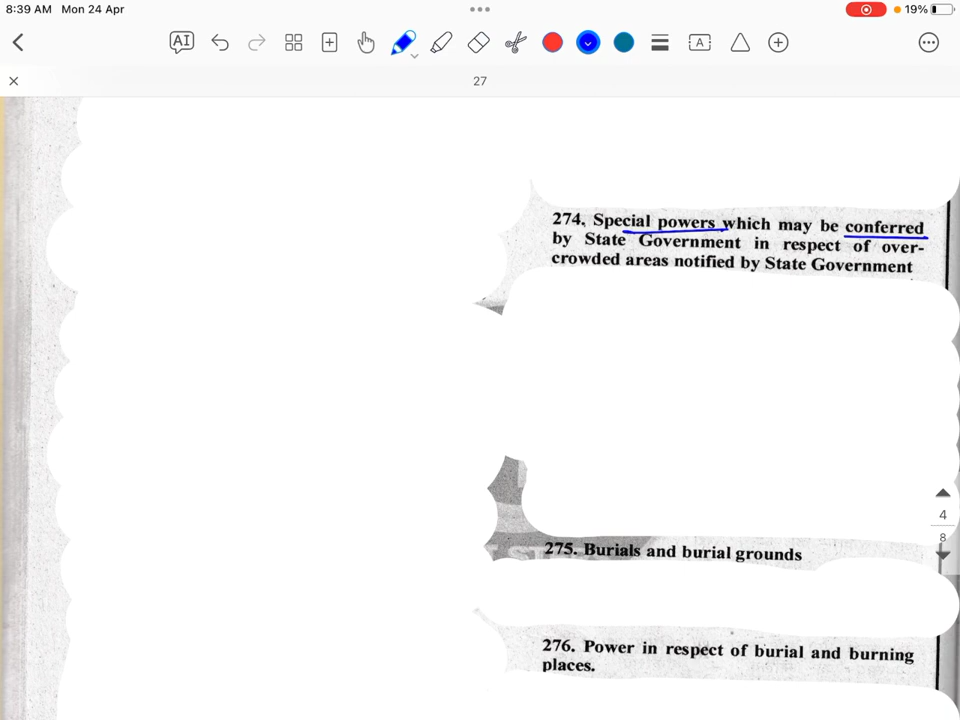 8:39 AM Mon 24 Apr
19%
AI
A
27
274. Special powers which may be conferred
by State Government in respect of over-
crowded areas notified by State Government
4
8
275. Burials and burial grounds
276. Power in respect of burial and burning
places.